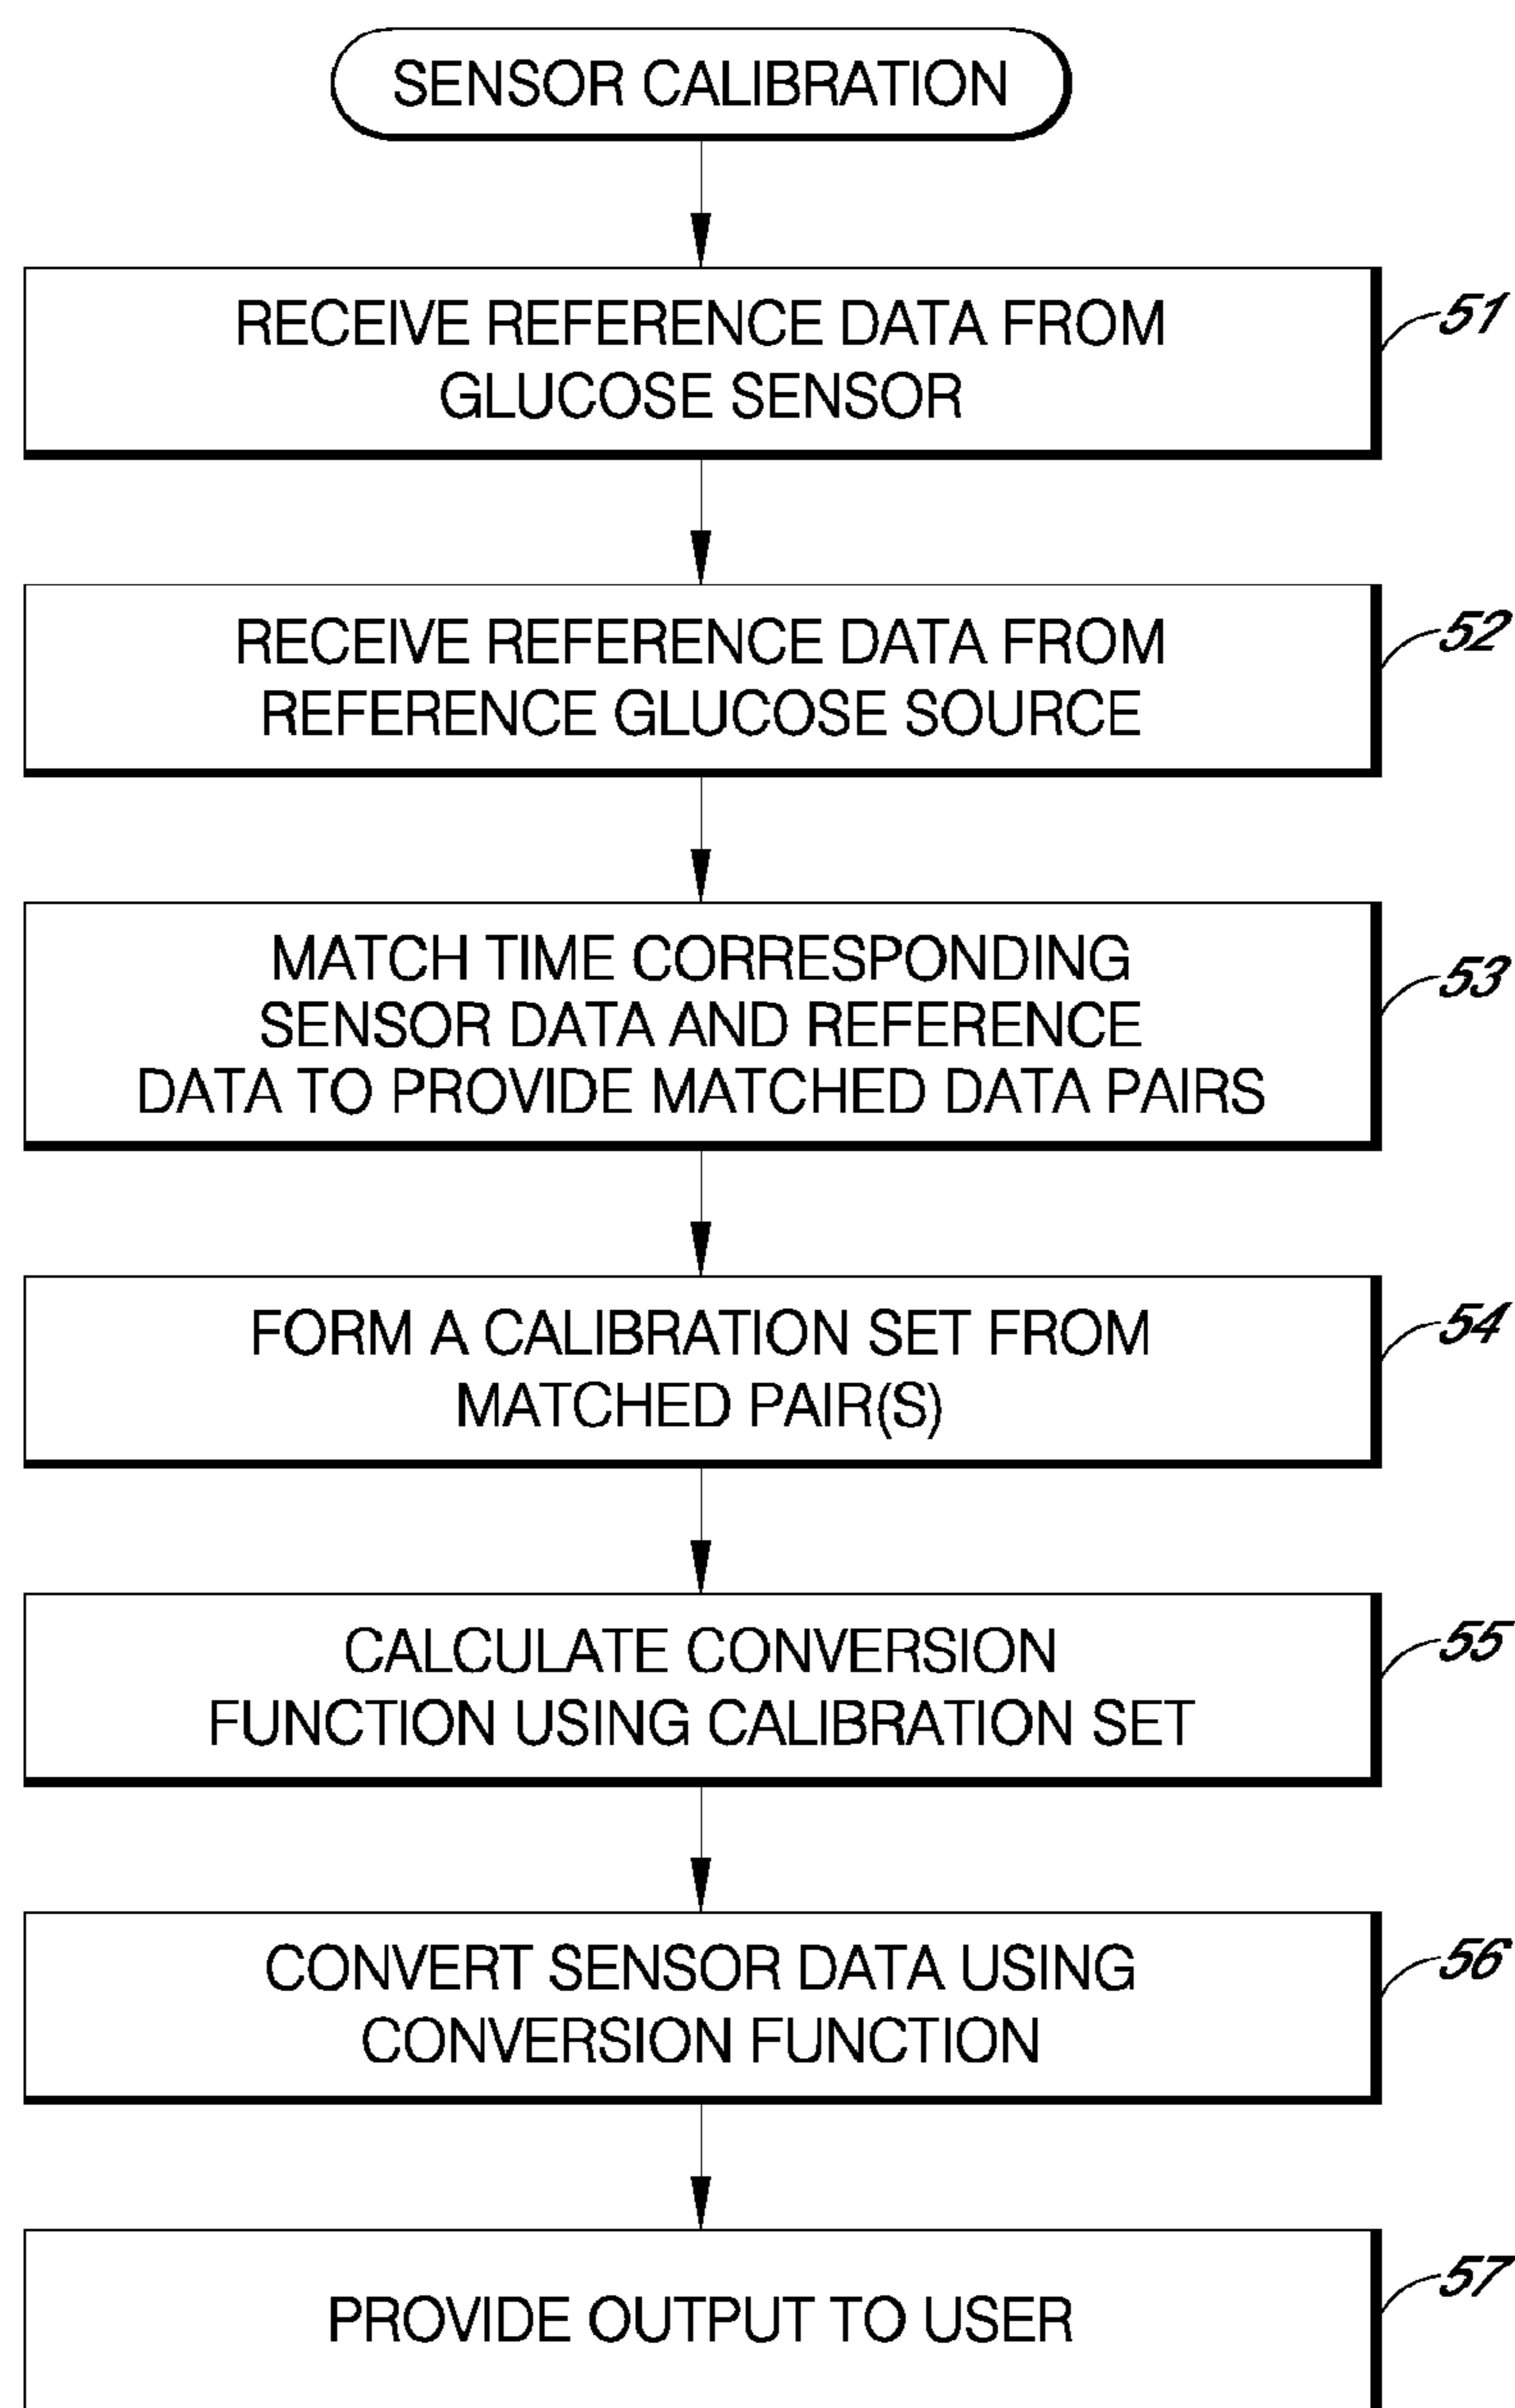 SENSOR CALIBRATION
RECEIVE REFERENCE DATA FROM
GLUCOSE SENSOR
51
RECEIVE REFERENCE DATA FROM
REFERENCE GLUCOSE SOURCE
52
MATCH TIME CORRESPONDING
SENSOR DATA AND REFERENCE
DATA TO PROVIDE MATCHED DATA PAIRS
53
FORM A CALIBRATION SET FROM
MATCHED PAIR(S)
54
CALCULATE CONVERSION
FUNCTION USING CALIBRATION SET
55
CONVERT SENSOR DATA USING
CONVERSION FUNCTION
56
PROVIDE OUTPUT TO USER
57